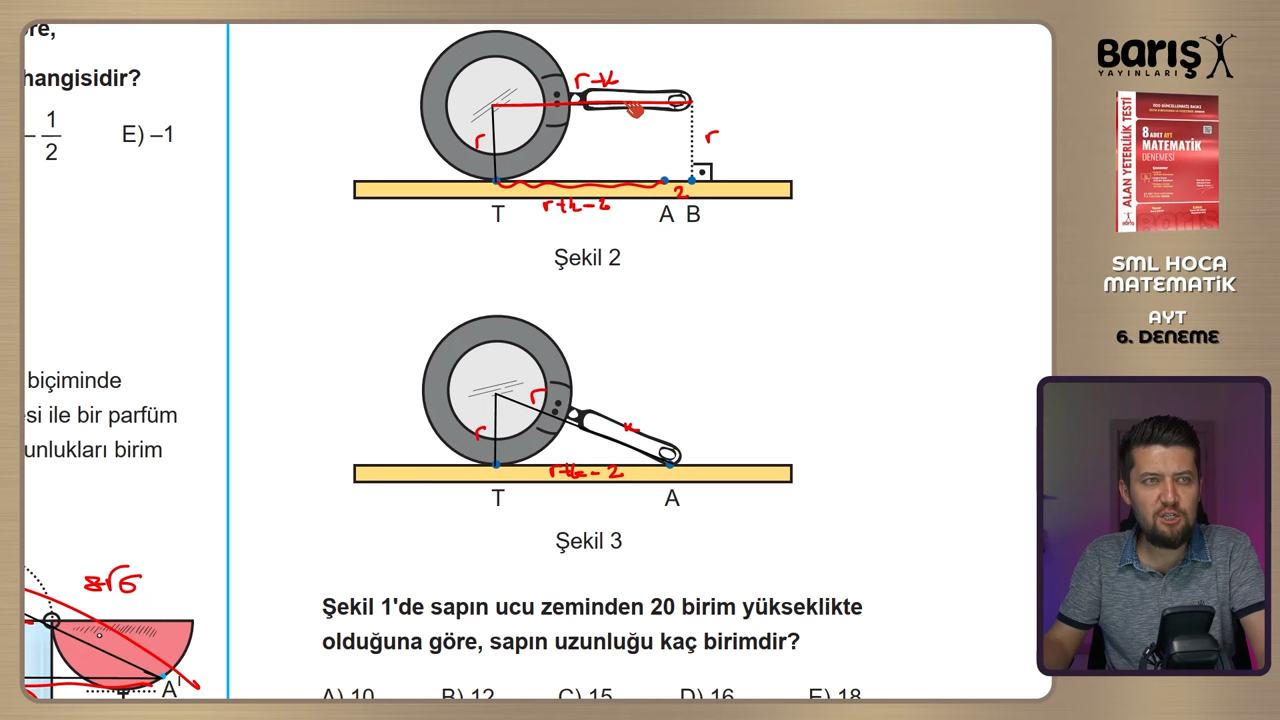 re,
hangisidir?
- 1/2
E) –1
r+k
r
r
r+k-2
2
T
A
B
Şekil 2
r
r
k
r+k-2
T
A
Şekil 3
Şekil 1'de sapın ucu zeminden 20 birim yükseklikte
olduğuna göre, sapın uzunluğu kaç birimdir?
A) 10 B) 12 C) 15 D) 16 E) 18
biçiminde
si ile bir parfüm
unlukları birim
8√6
A'
BARIŞ
YAYINLARI
ALAN YETERLİLİK TESTİ
8 ADET AYT
MATEMATİK
DENEMESİ
BARIŞ
SML HOCA
MATEMATİK
AYT
6. DENEME